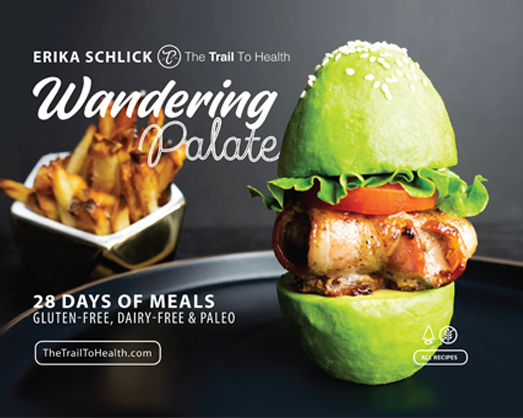 ERIKA SCHLICK The Trail To Health
Wandering
Palate
28 DAYS OF MEALS
GLUTEN-FREE, DAIRY-FREE & PALEO
TheTrailToHealth.com
ALL RECIPES